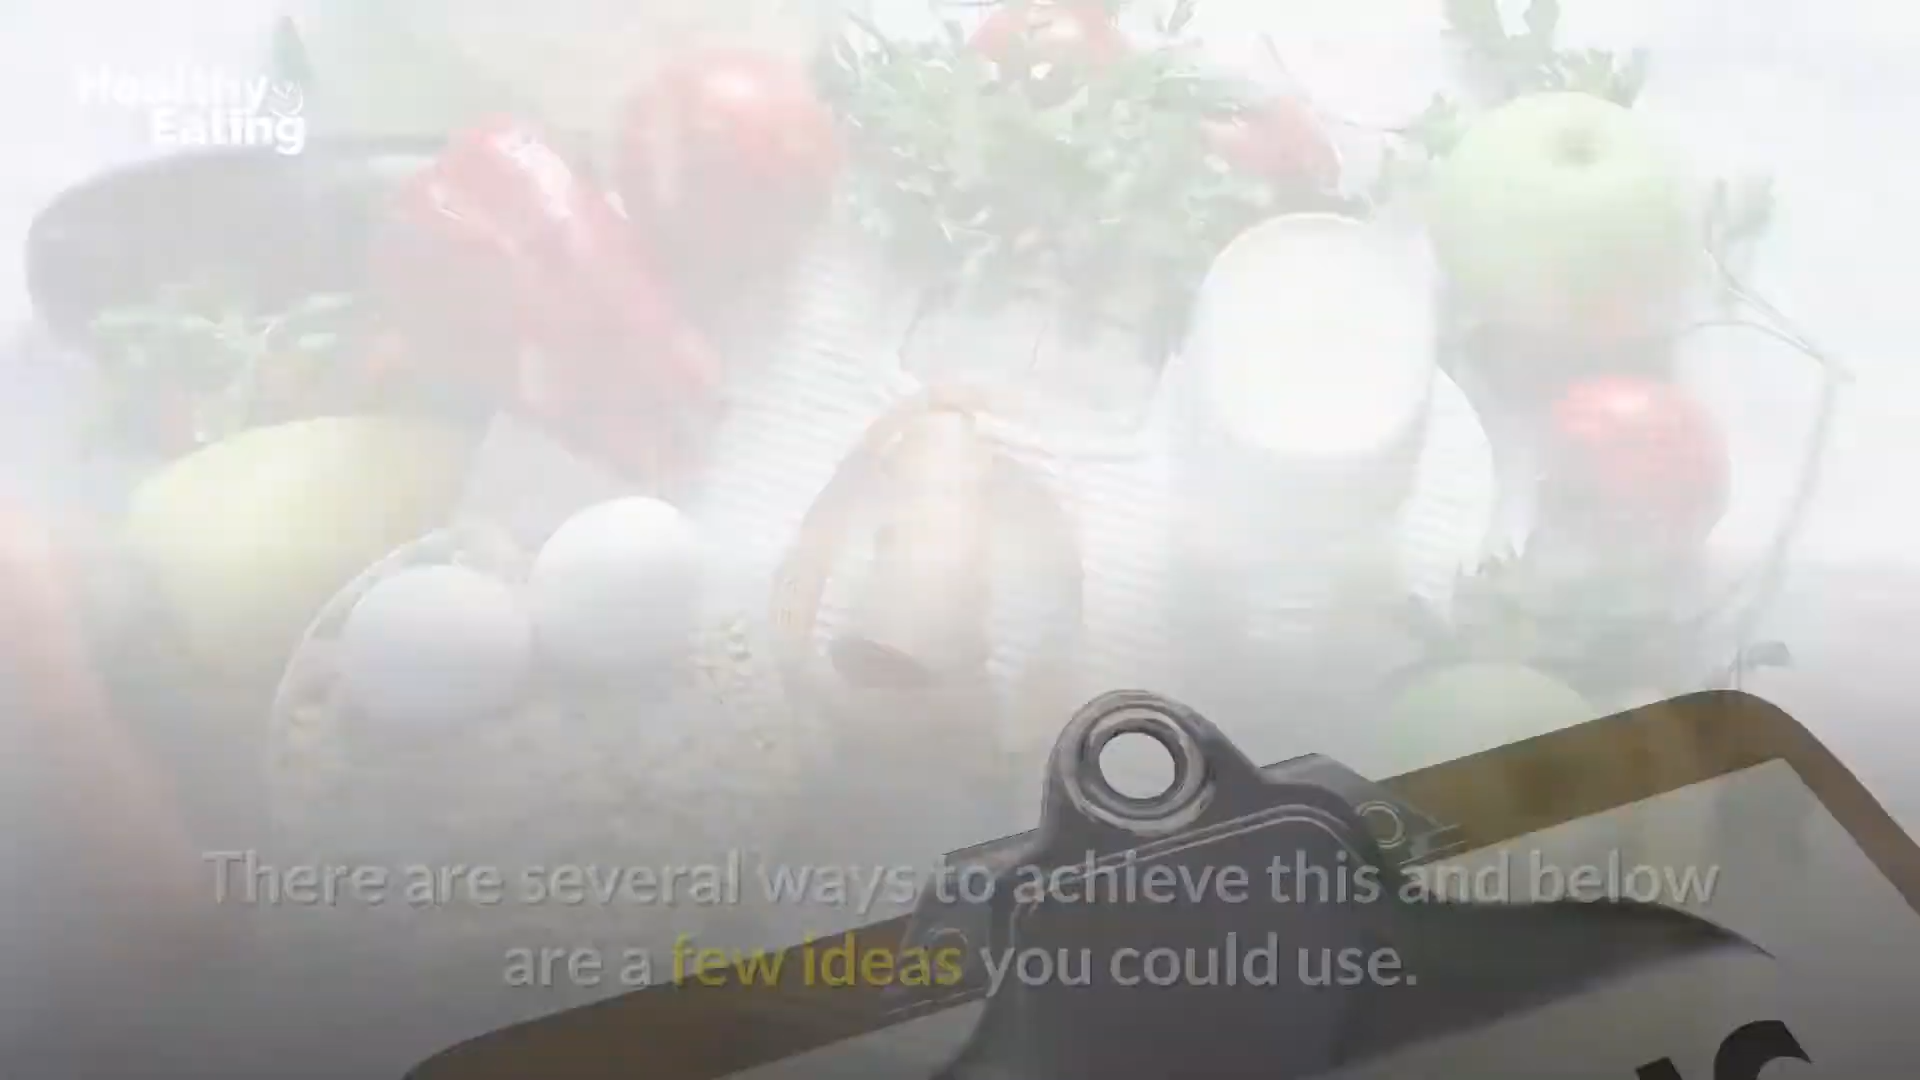 Healthy
Eating
There are several ways to achieve this and below
are a few ideas you could use.